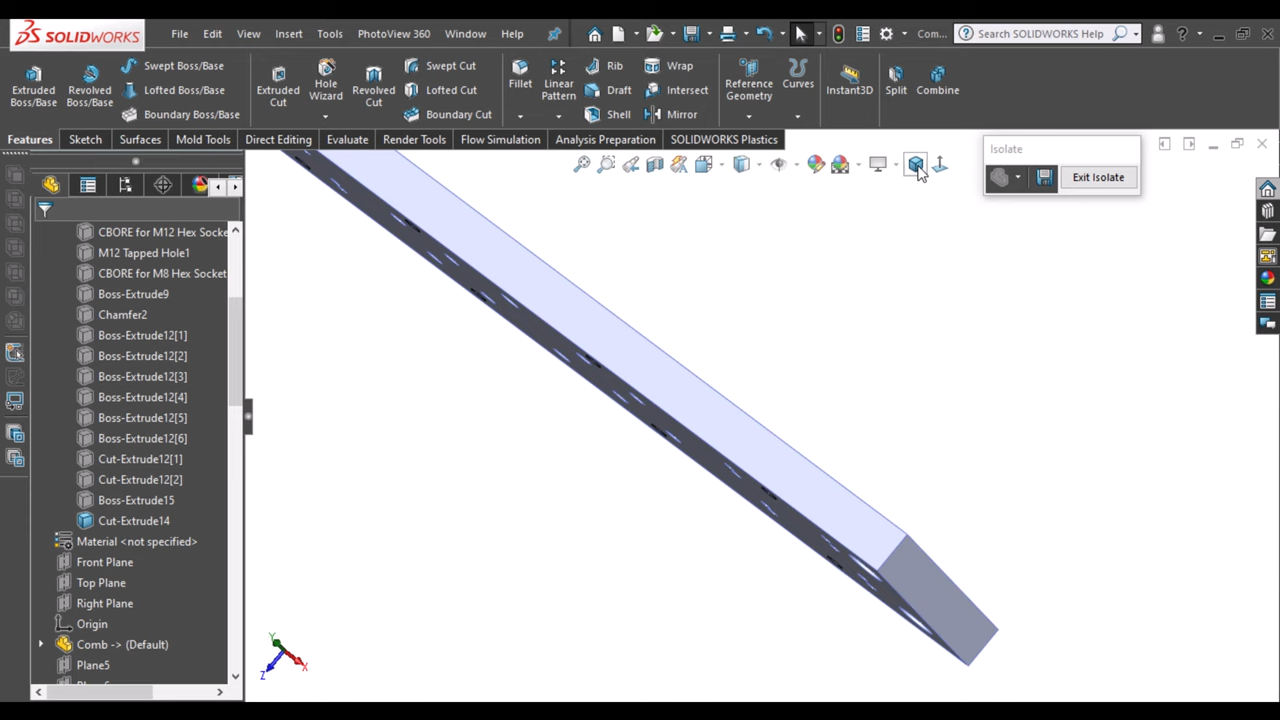 SOLIDWORKS File Edit View Insert Tools PhotoView 360 Window Help Com... Search SOLIDWORKS Help
Extruded Boss/Base
Revolved Boss/Base
Swept Boss/Base
Lofted Boss/Base
Boundary Boss/Base
Extruded Cut
Hole Wizard
Revolved Cut
Swept Cut
Lofted Cut
Boundary Cut
Fillet
Linear Pattern
Rib
Draft
Shell
Wrap
Intersect
Mirror
Reference Geometry
Curves
Instant3D
Split
Combine
Features Sketch Surfaces Mold Tools Direct Editing Evaluate Render Tools Flow Simulation Analysis Preparation SOLIDWORKS Plastics
Isolate
Exit Isolate
CBORE for M12 Hex Socke
M12 Tapped Hole1
CBORE for M8 Hex Socket
Boss-Extrude9
Chamfer2
Boss-Extrude12[1]
Boss-Extrude12[2]
Boss-Extrude12[3]
Boss-Extrude12[4]
Boss-Extrude12[5]
Boss-Extrude12[6]
Cut-Extrude12[1]
Cut-Extrude12[2]
Boss-Extrude15
Cut-Extrude14
Material <not specified>
Front Plane
Top Plane
Right Plane
Origin
Comb -> (Default)
Plane5
Y
Z
X